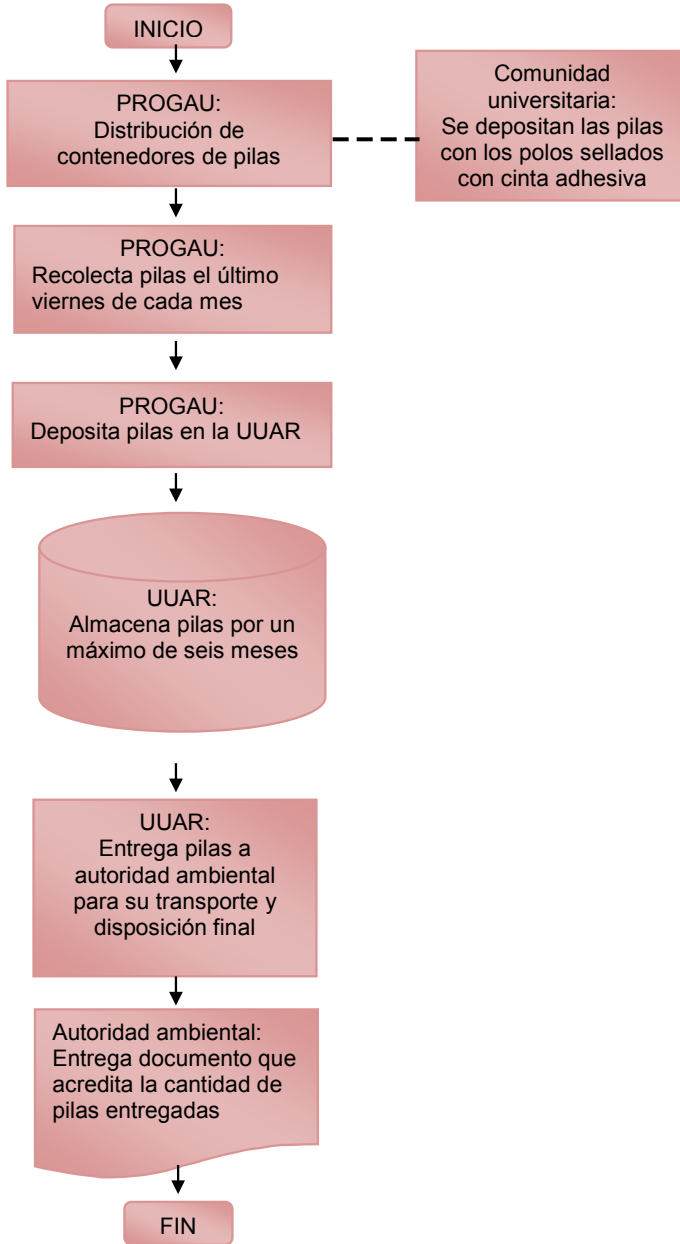 INICIO
PROGAU:
Distribución de
contenedores de pilas
Comunidad
universitaria:
Se depositan las pilas
con los polos sellados
con cinta adhesiva
PROGAU:
Recolecta pilas el último
viernes de cada mes
PROGAU:
Deposita pilas en la UUAR
UUAR:
Almacena pilas por un
máximo de seis meses
UUAR:
Entrega pilas a
autoridad ambiental
para su transporte y
disposición final
Autoridad ambiental:
Entrega documento que
acredita la cantidad de
pilas entregadas
FIN